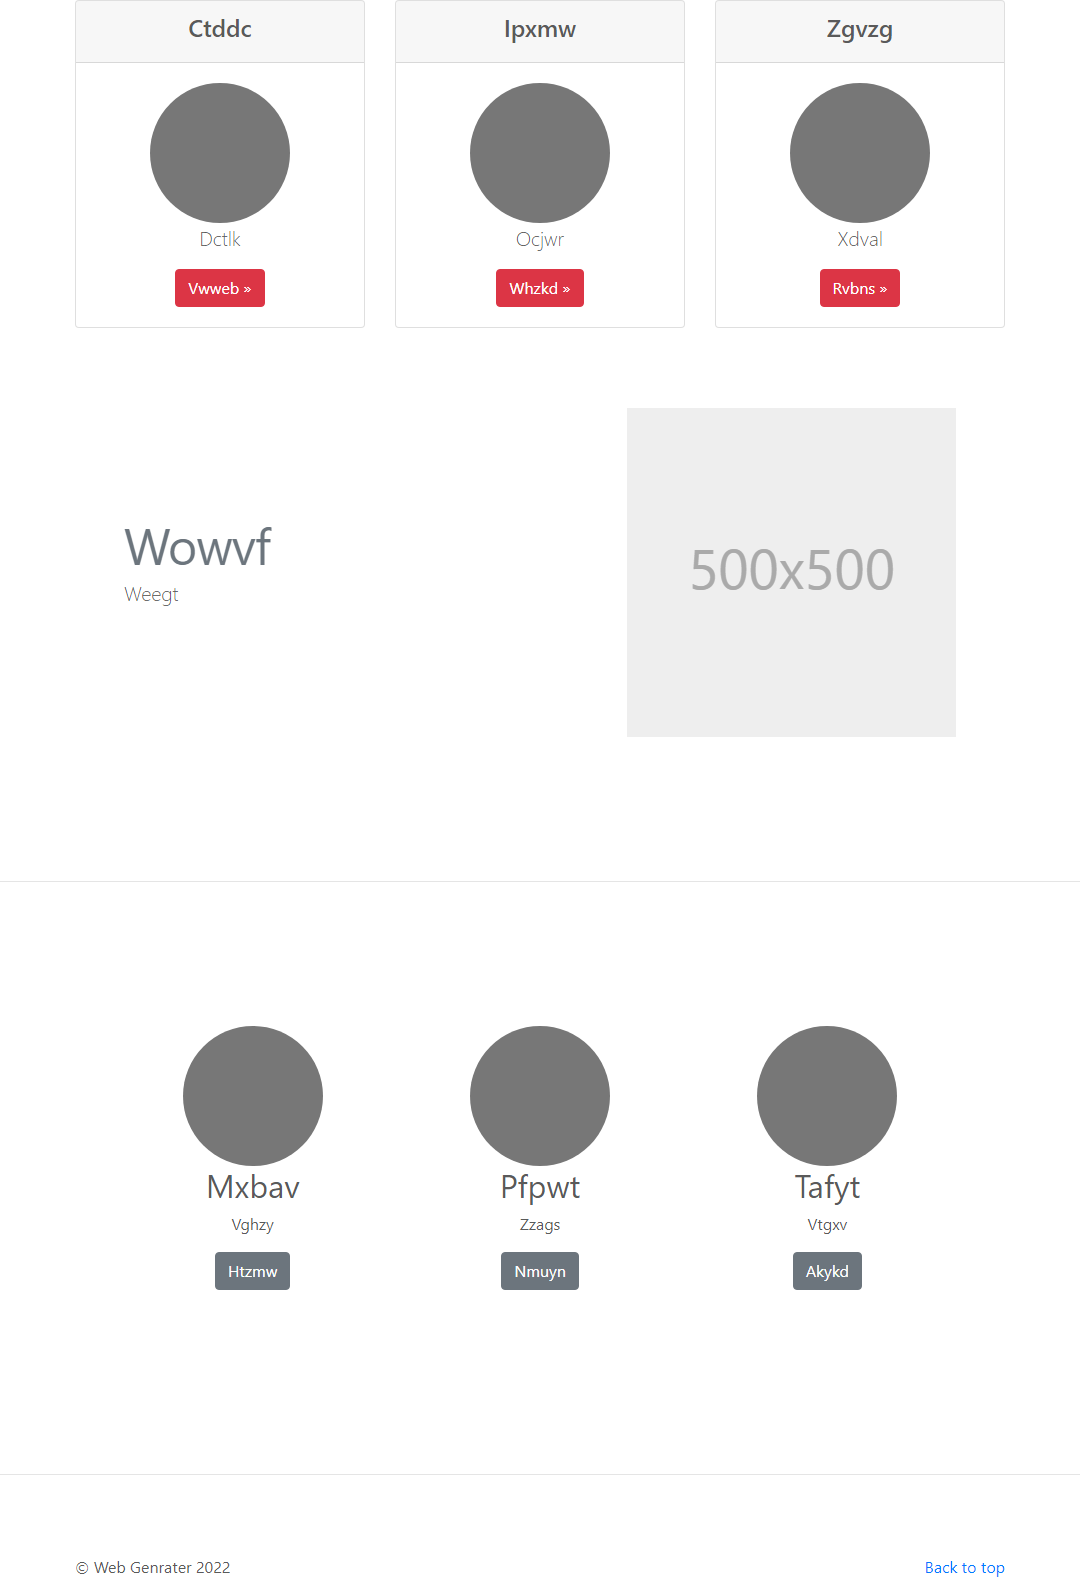 Ctddc
Ipxmw
Zgvzg
Dctlk
Ocjwr
Xdval
Vwweb »
Whzkd »
Rvbns »
Wowvf
Weegt
500x500
Mxbav
Pfpwt
Tafyt
Vghzy
Zzags
Vtgxv
Htzmw
Nmuyn
Akykd
© Web Genrater 2022
Back to top